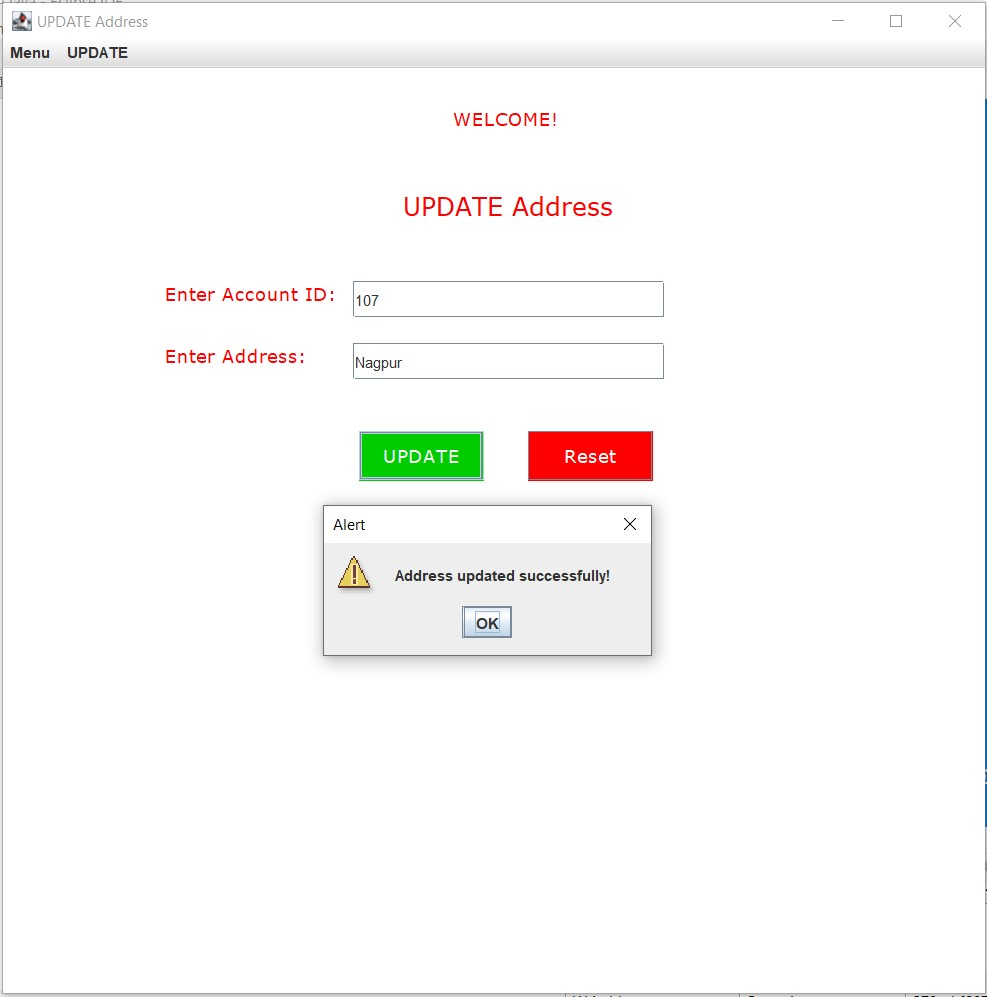 UPDATE Address
Menu UPDATE
WELCOME!
UPDATE Address
Enter Account ID: 107
Enter Address: Nagpur
UPDATE Reset
Alert
Address updated successfully!
OK